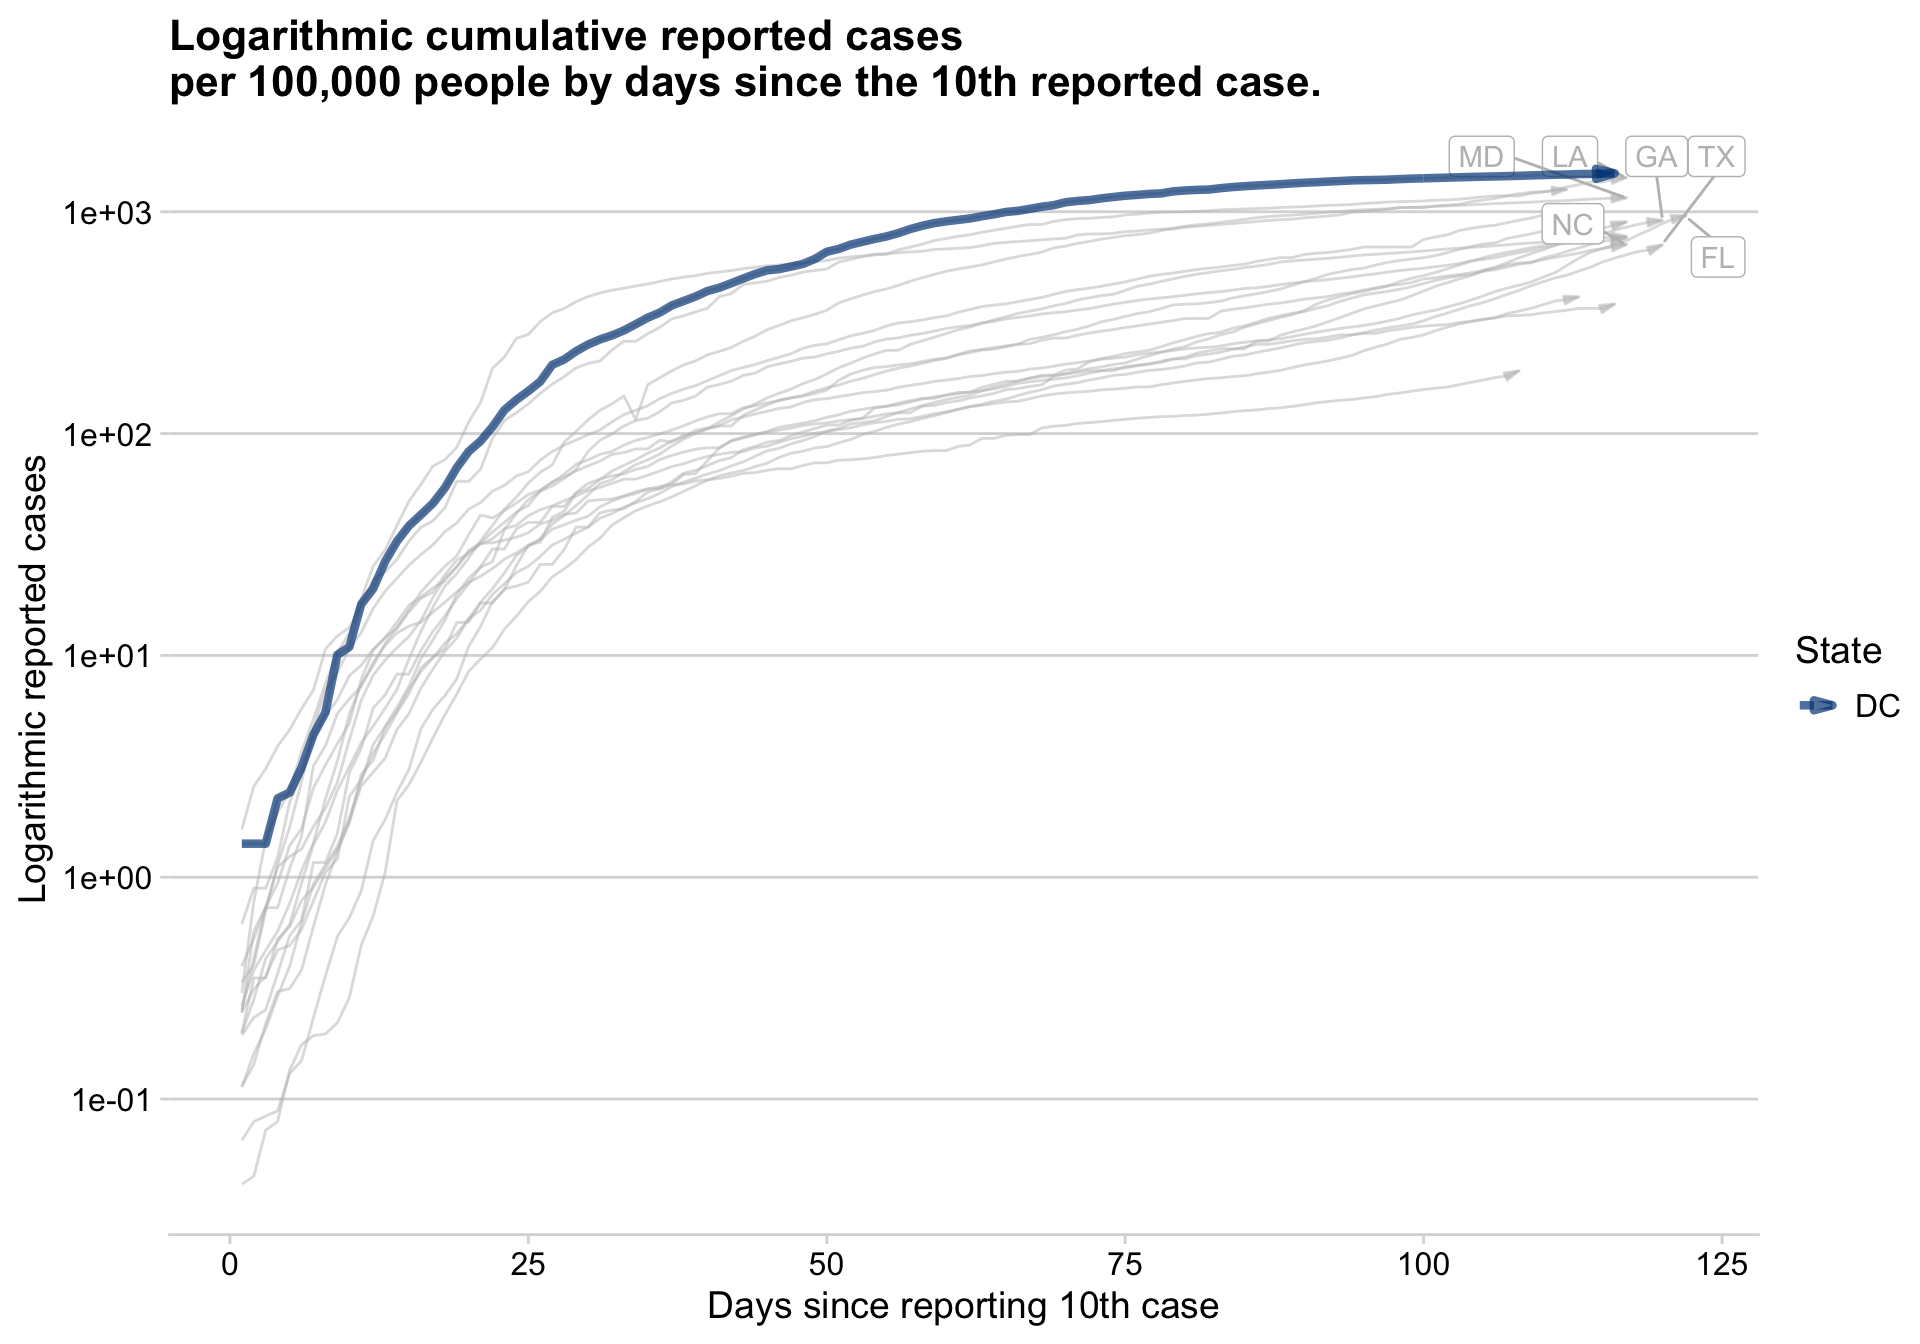 Logarithmic cumulative reported cases
per 100,000 people by days since the 10th reported case.
MD
LA
GA
TX
NC
FL
1e+03
1e+02
1e+01
1e+00
1e-01
Logarithmic reported cases
0
25
50
75
100
125
Days since reporting 10th case
State
DC